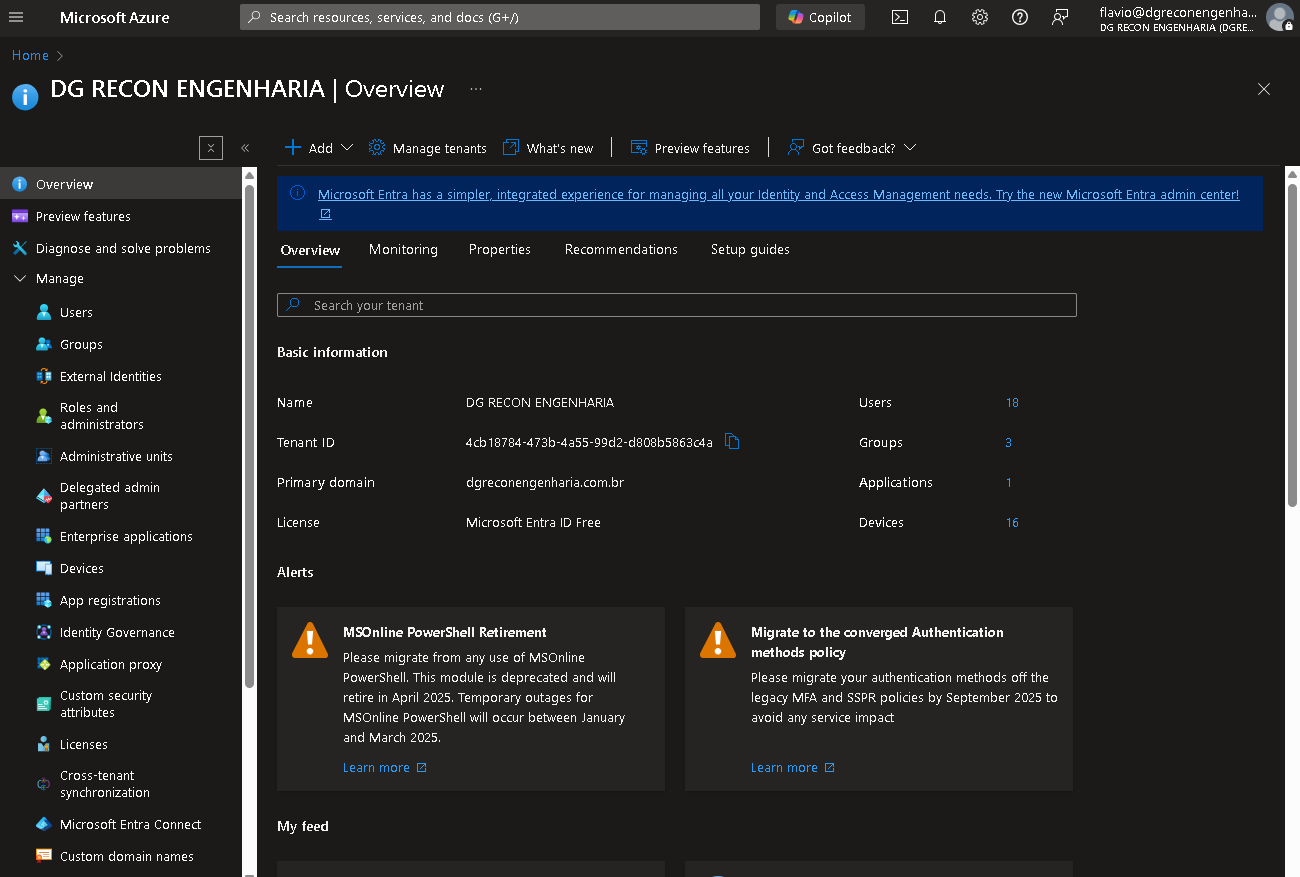 Microsoft Azure
Search resources, services, and docs (G+/)
Copilot
flavio@dgreconengenha...
DG RECON ENGENHARIA (DGRE...
Home
DG RECON ENGENHARIA | Overview
...
Add
Manage tenants
What's new
Preview features
Got feedback?
Overview
Preview features
Diagnose and solve problems
Manage
Users
Groups
External Identities
Roles and
administrators
Administrative units
Delegated admin
partners
Enterprise applications
Devices
App registrations
Identity Governance
Application proxy
Custom security
attributes
Licenses
Cross-tenant
synchronization
Microsoft Entra Connect
Custom domain names
Microsoft Entra has a simpler, integrated experience for managing all your Identity and Access Management needs. Try the new Microsoft Entra admin center!
Overview
Monitoring
Properties
Recommendations
Setup guides
Search your tenant
Basic information
Name DG RECON ENGENHARIA Users 18
Tenant ID 4cb18784-473b-4a55-99d2-d808b5863c4a Groups 3
Primary domain dgreconengenharia.com.br Applications 1
License Microsoft Entra ID Free Devices 16
Alerts
MSOnline PowerShell Retirement
Please migrate from any use of MSOnline
PowerShell. This module is deprecated and will
retire in April 2025. Temporary outages for
MSOnline PowerShell will occur between January
and March 2025.
Learn more
Migrate to the converged Authentication
methods policy
Please migrate your authentication methods off the
legacy MFA and SSPR policies by September 2025 to
avoid any service impact
Learn more
My feed